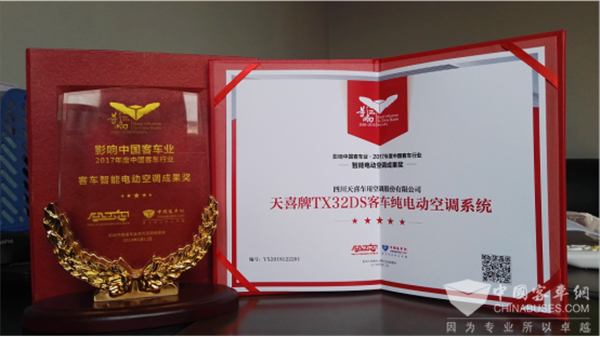 影响中国客车业
2017年度中国客车行业
客车智能电动空调成果奖
影响
影响中国客车业·2017年度中国客车行业
智能电动空调成果奖
四川天喜车用空调股份有限公司
天喜牌TX32DS客车纯电动空调系统
中國客車網
CHINABUSES.COM
因为专业所以卓越